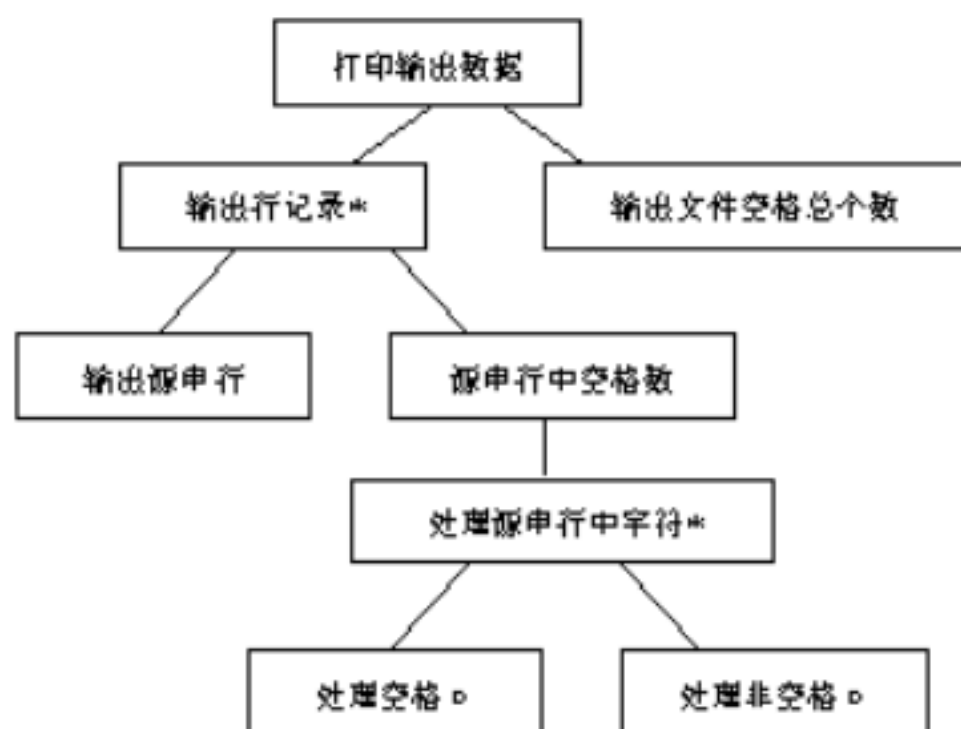 打印输出数据
输出行记录*
输出文件空格总个数
输出源串行
源串行中空格数
处理源串行中字符*
处理空格 o
处理非空格 o